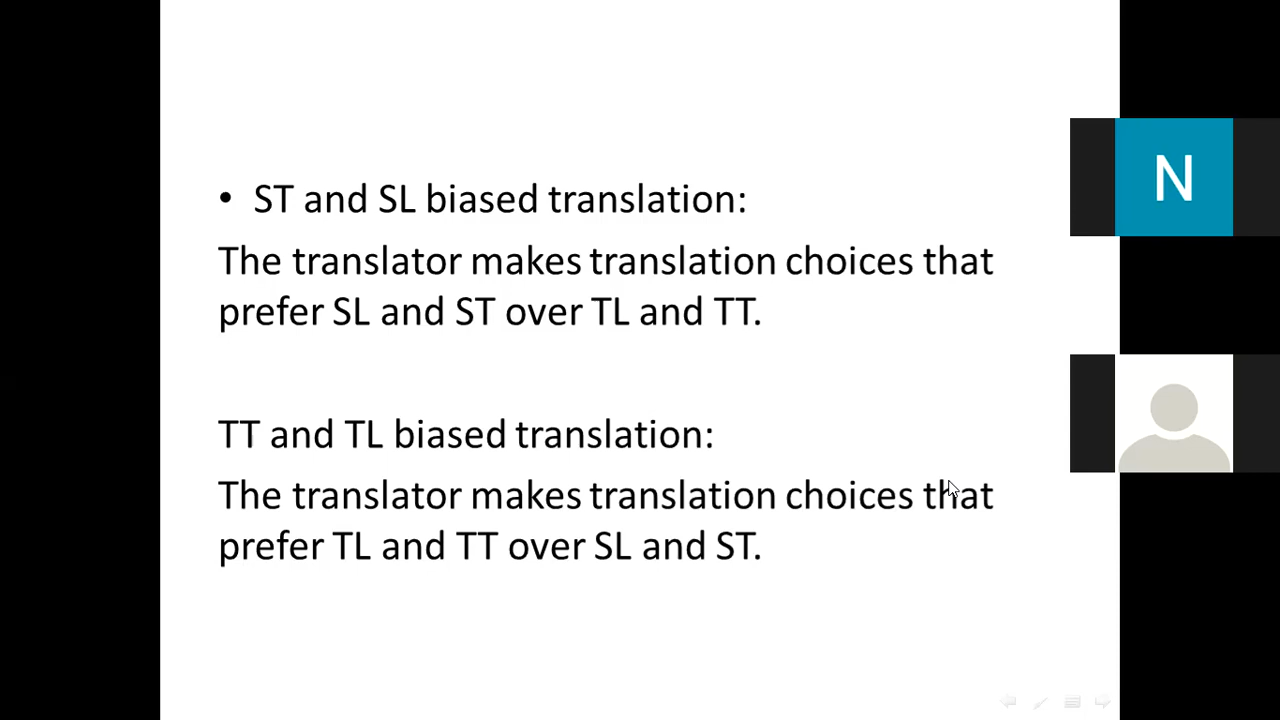 • ST and SL biased translation:
The translator makes translation choices that
prefer SL and ST over TL and TT.
TT and TL biased translation:
The translator makes translation choices that
prefer TL and TT over SL and ST.
N